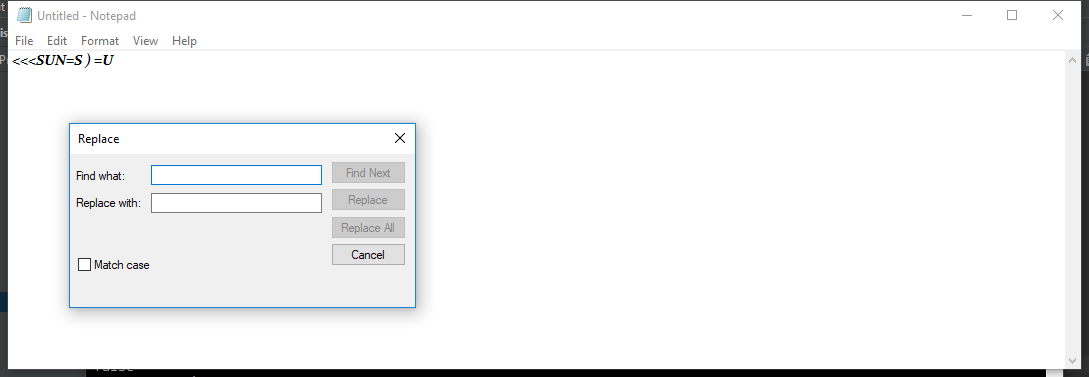 Untitled - Notepad
File Edit Format View Help
<<<SUN=S ) =U
Replace
Find what:
Find Next
Replace with:
Replace
Replace All
Cancel
Match case